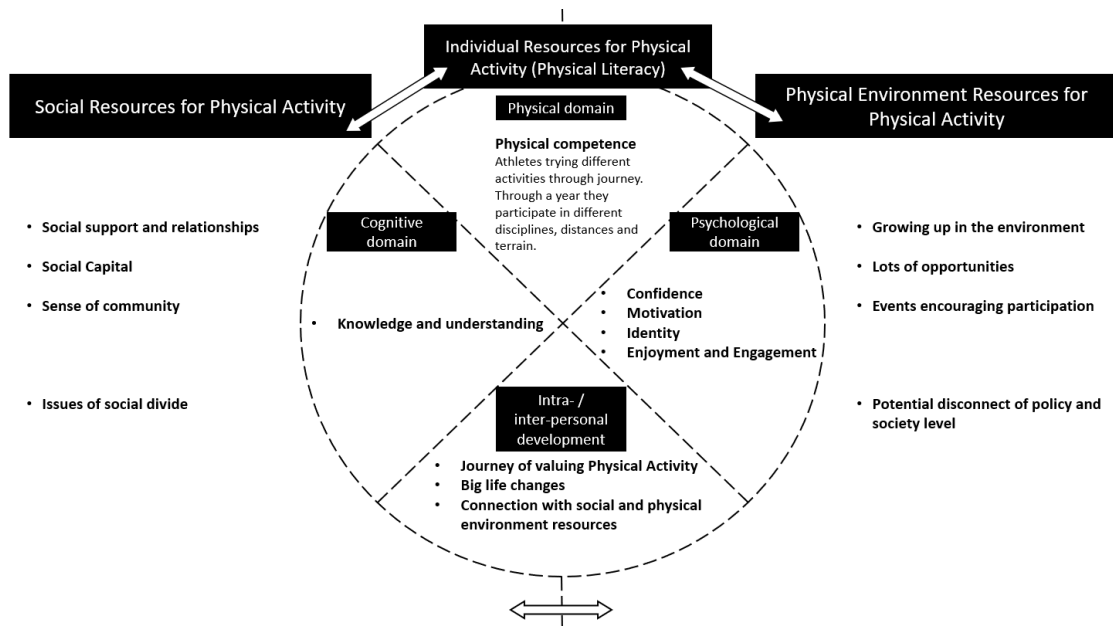 Individual Resources for Physical
Activity (Physical Literacy)
Social Resources for Physical Activity
Physical Environment Resources for
Physical Activity
Physical domain
Physical competence
Athletes trying different
activities through journey.
Through a year they
participate in different
disciplines, distances and
terrain.
Cognitive
domain
Psychological
domain
• Social support and relationships
• Social Capital
• Sense of community
• Issues of social divide
• Knowledge and understanding
• Confidence
• Motivation
• Identity
• Enjoyment and Engagement
• Growing up in the environment
• Lots of opportunities
• Events encouraging participation
• Potential disconnect of policy and
society level
Intra- /
inter-personal
development
• Journey of valuing Physical Activity
• Big life changes
• Connection with social and physical
environment resources